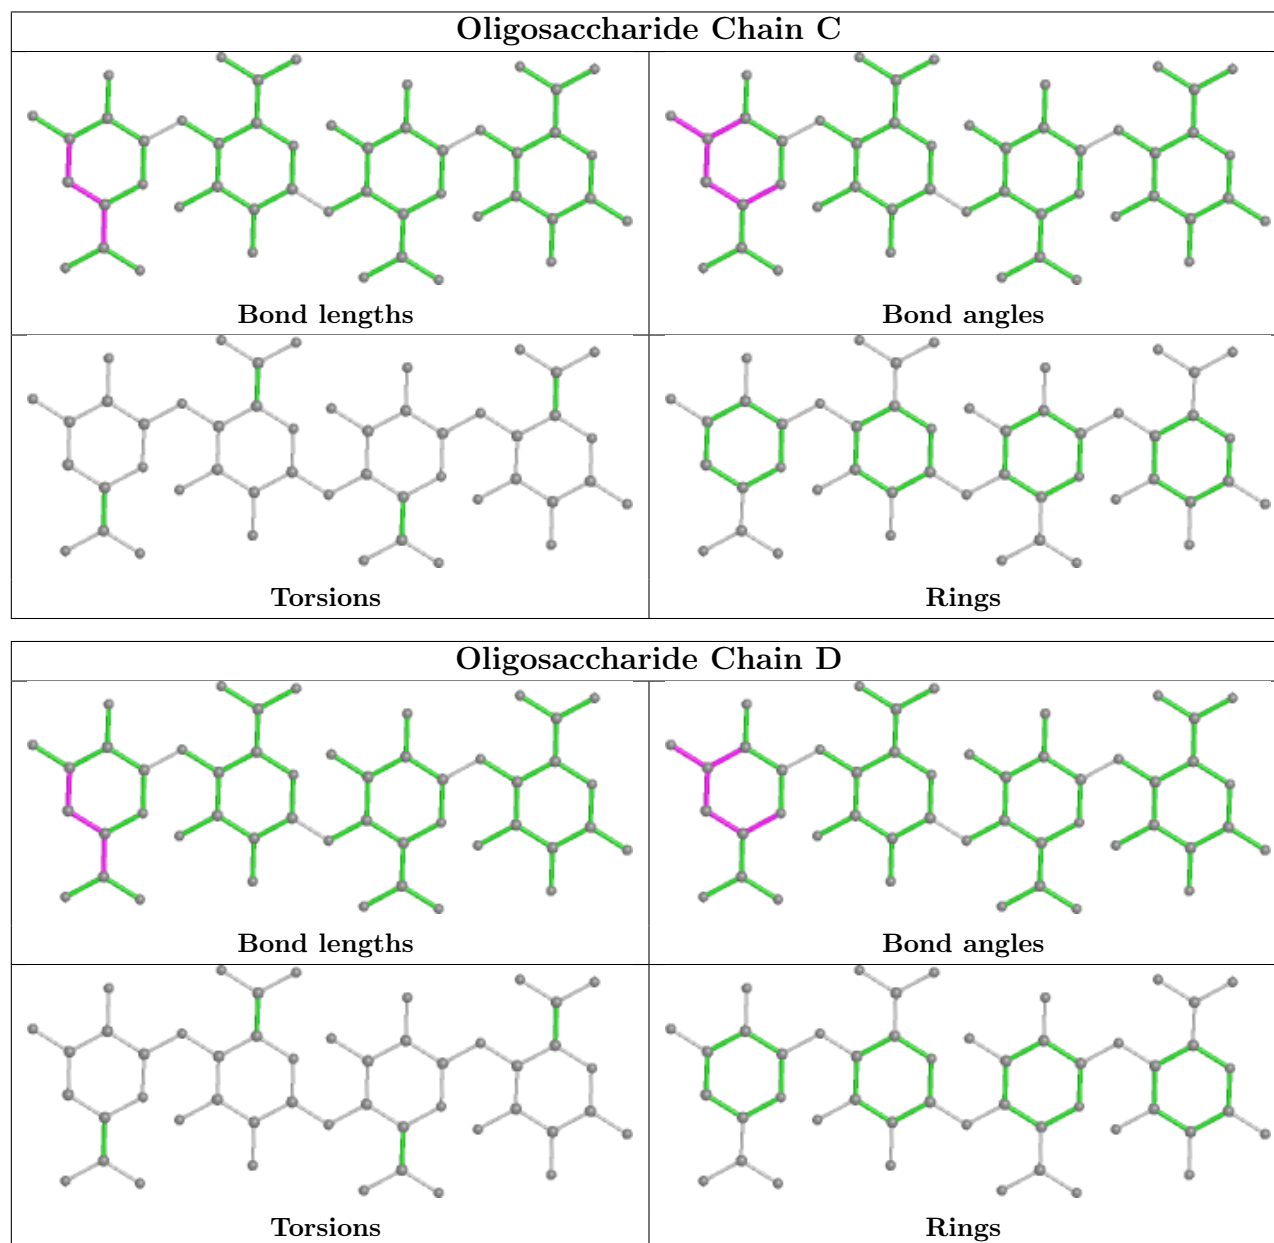 Oligosaccharide Chain C
Bond lengths
Bond angles
Torsions
Rings
Oligosaccharide Chain D
Bond lengths
Bond angles
Torsions
Rings